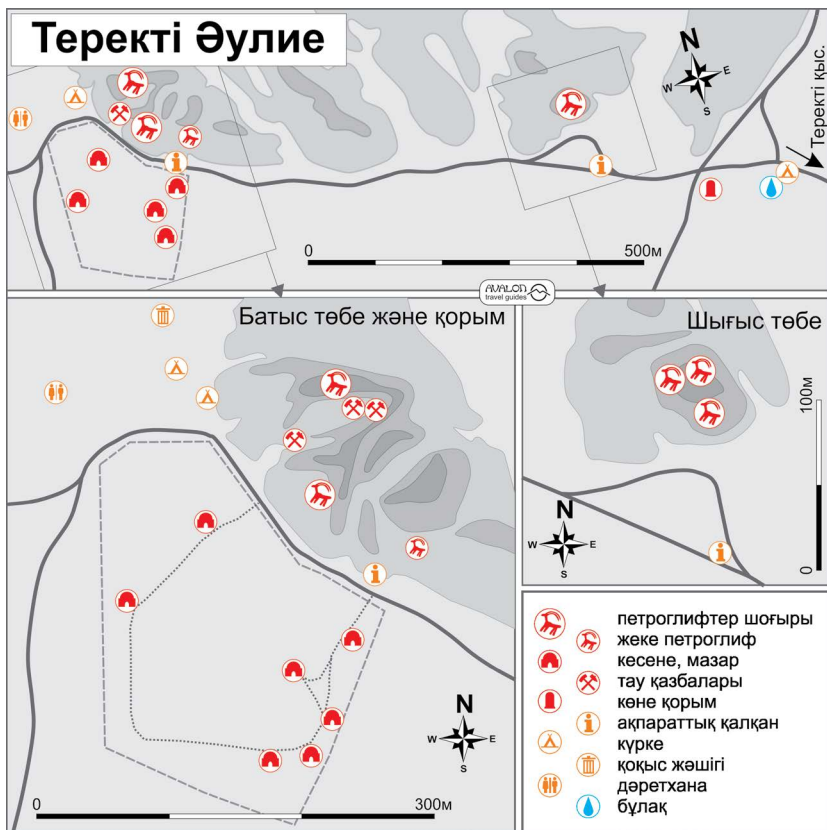 Теректі Әулие
N
W
E
S
Теректі қыс.
0
500м
AVALON
travel guides
Батыс төбе және қорым
N
W
E
S
0
300м
Шығыс төбе
100м
0
N
W
E
S
петроглифтер шоғыры
жеке петроглиф
кесене, мазар
тау қазбалары
көне қорым
ақпараттық қалқан
күрке
қоқыс жәшігі
дәретхана
бұлақ